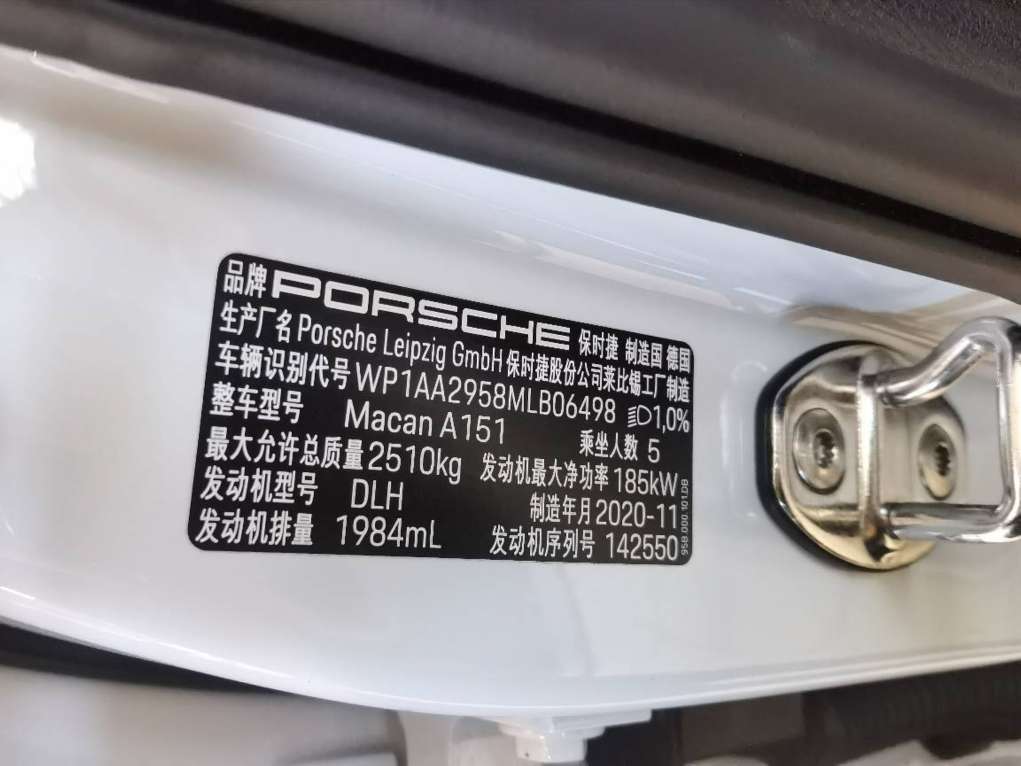 品牌 PORSCHE 保时捷 制造国 德国
生产厂名 Porsche Leipzig GmbH 保时捷股份公司莱比锡工厂制造
车辆识别代号 WP1AA2958MLB06498 1,0%
整车型号 Macan A151 乘坐人数 5
最大允许总质量 2510kg 发动机最大净功率 185kW
发动机型号 DLH 制造年月 2020-11
发动机排量 1984mL 发动机序列号 142550
95B.000.101.DB